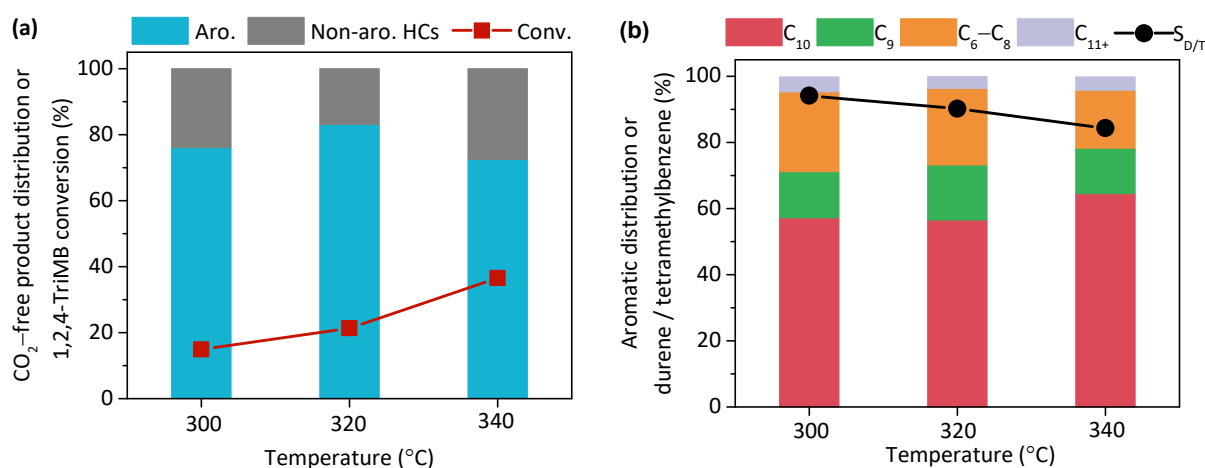 (a)
Aro. Non-aro. HCs Conv.
CO₂–free product distribution or
1,2,4-TriMB conversion (%)
100
80
60
40
20
0
300 320 340
Temperature (°C)
(b)
C₁₀ C₉ C₆–C₈ C₁₁₊ S_D/T
Aromatic distribution or
durene / tetramethylbenzene (%)
100
80
60
40
20
0
300 320 340
Temperature (°C)